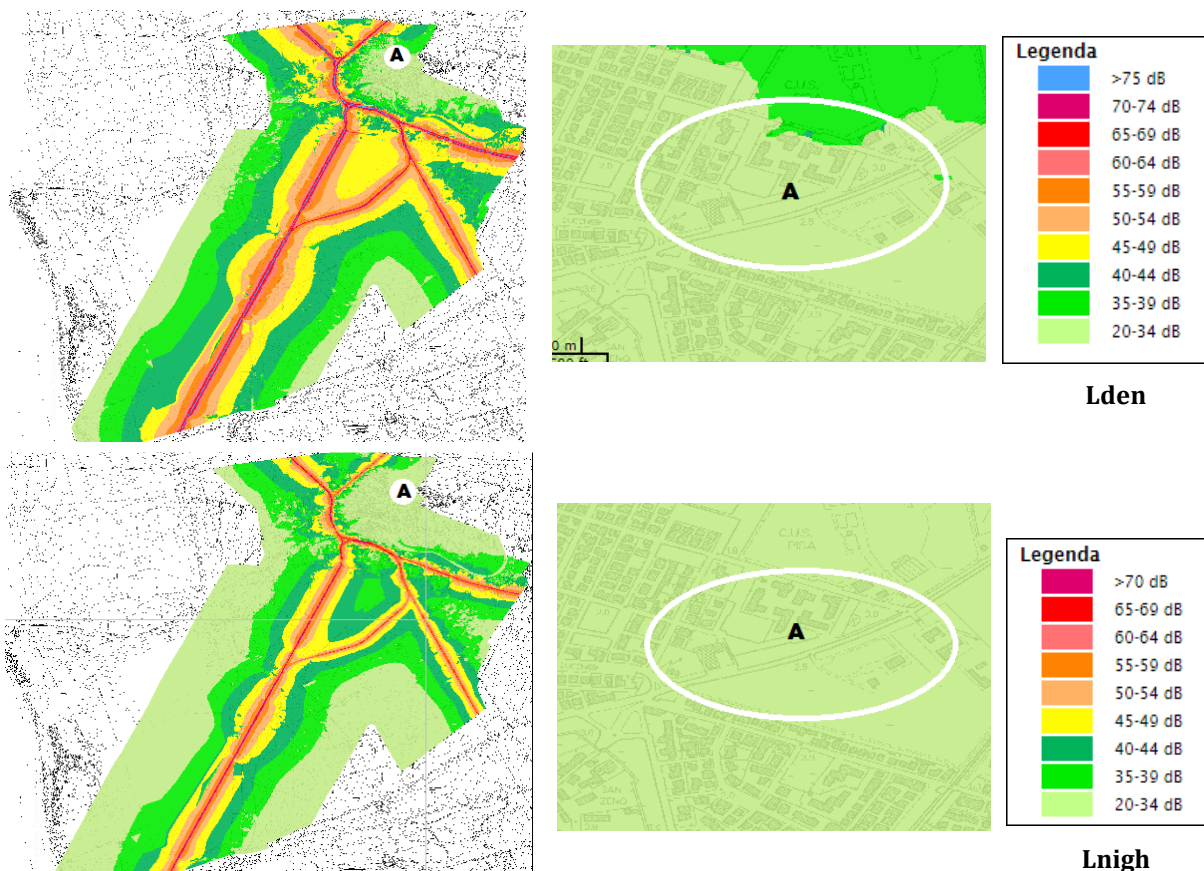 A
C.U.S.
A
0 m
Legenda
>75 dB
70-74 dB
65-69 dB
60-64 dB
55-59 dB
50-54 dB
45-49 dB
40-44 dB
35-39 dB
20-34 dB
Lden
A
A
SAN
ZENO
Legenda
>70 dB
65-69 dB
60-64 dB
55-59 dB
50-54 dB
45-49 dB
40-44 dB
35-39 dB
20-34 dB
Lnigh